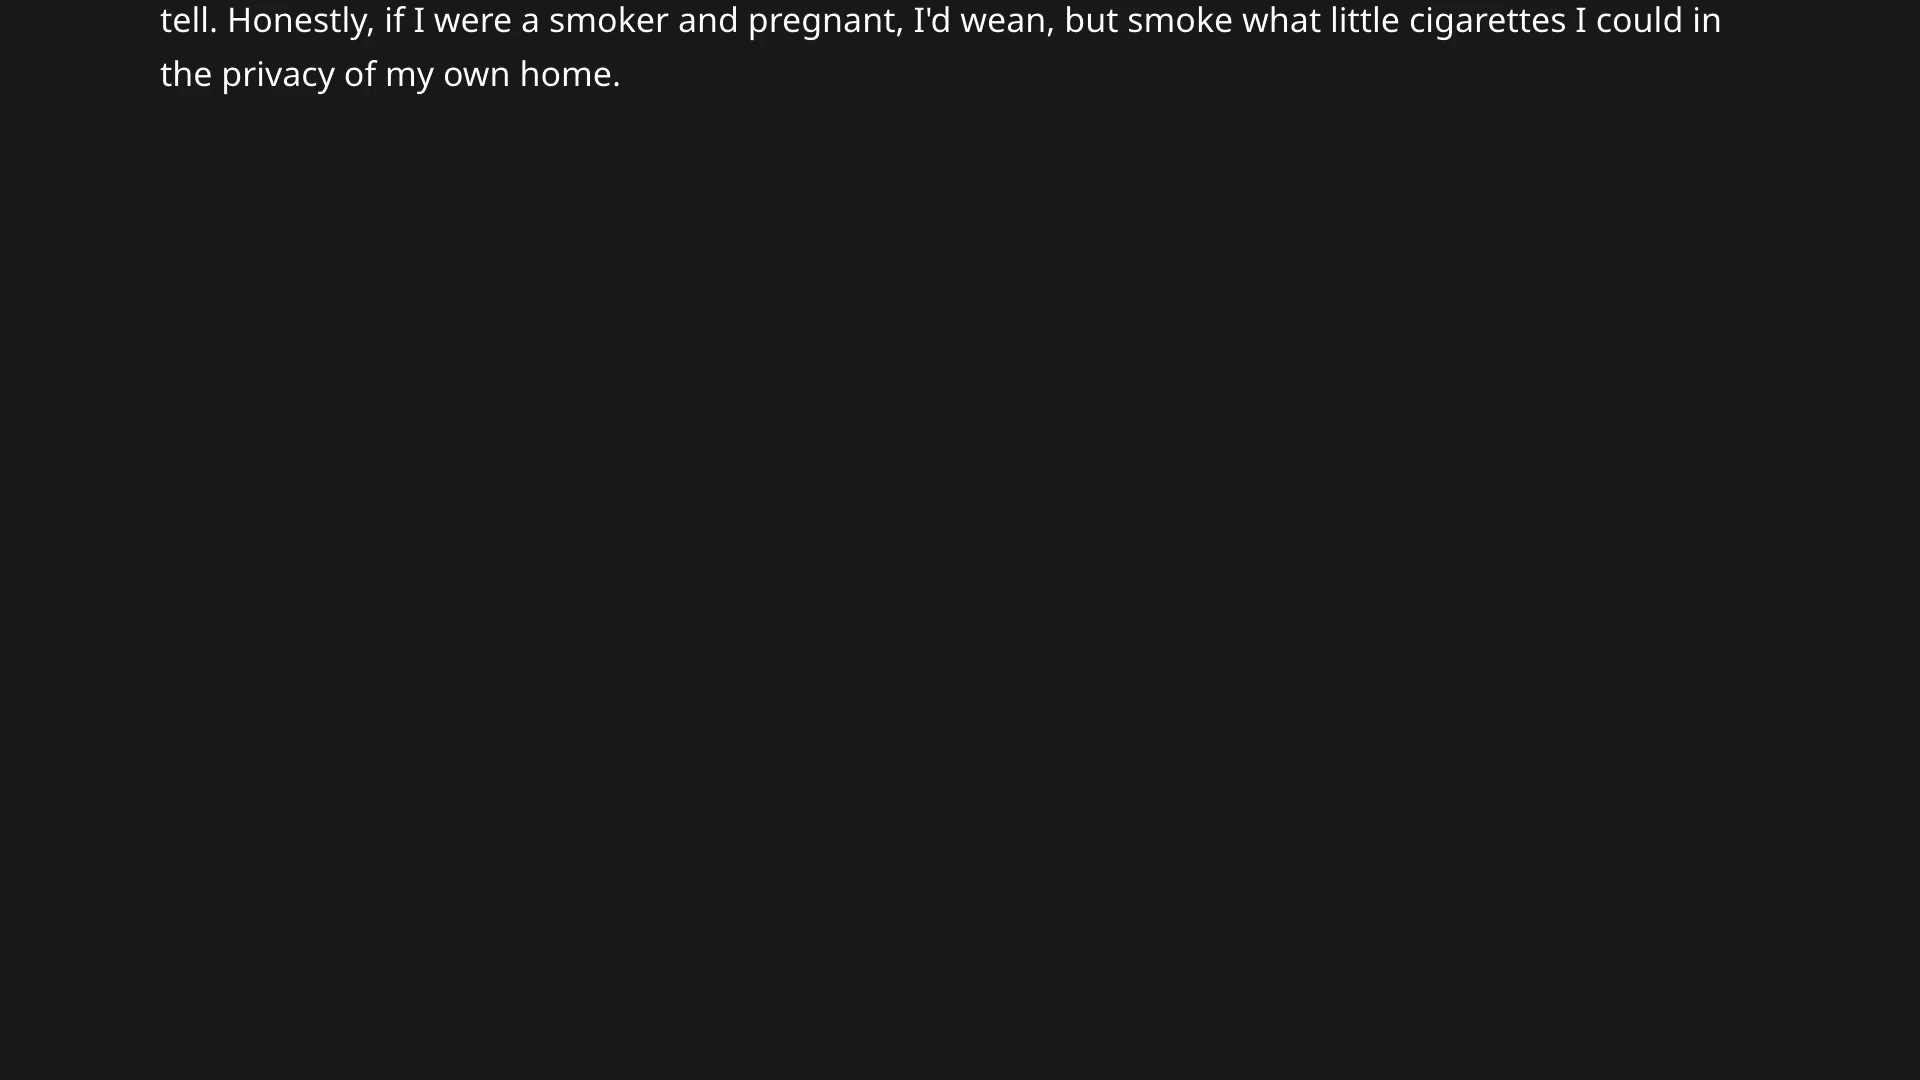 tell. Honestly, if I were a smoker and pregnant, I'd wean, but smoke what little cigarettes I could in
the privacy of my own home.